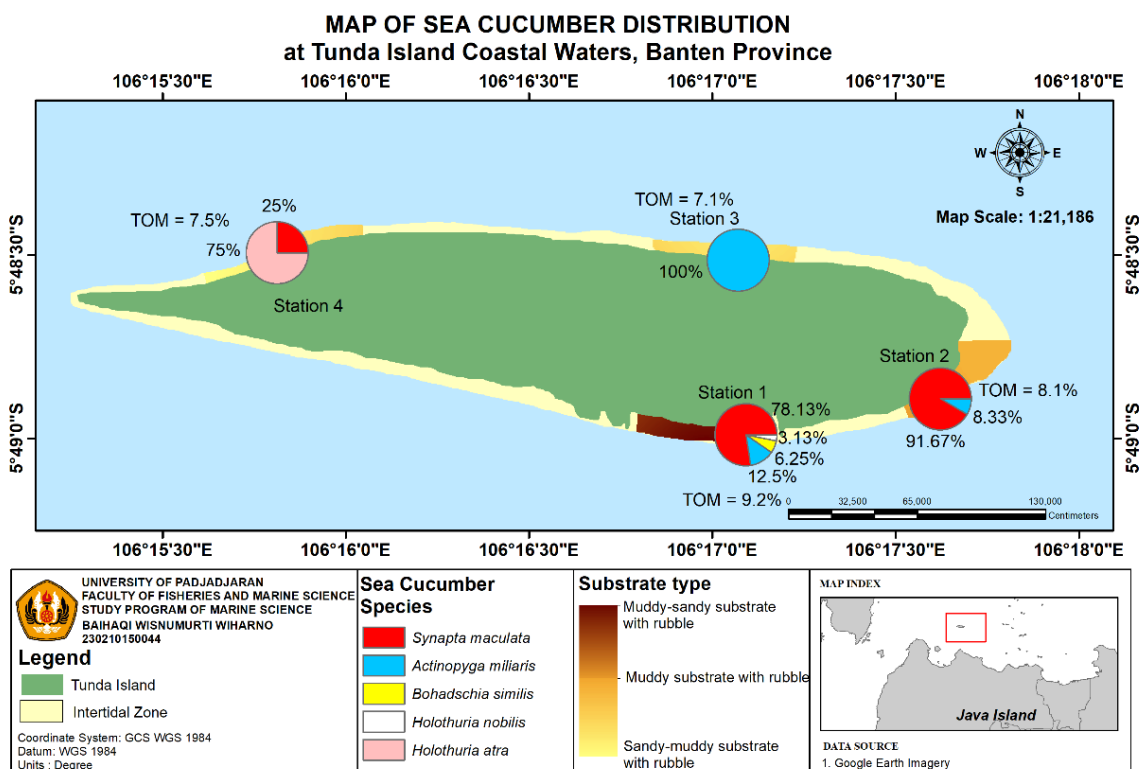 MAP OF SEA CUCUMBER DISTRIBUTION
at Tunda Island Coastal Waters, Banten Province
106°15'30"E 106°16'0"E 106°16'30"E 106°17'0"E 106°17'30"E 106°18'0"E
N
W E
S
Map Scale: 1:21,186
5°48'30"S
5°48'30"S
5°49'0"S
5°49'0"S
TOM = 7.5%
25%
75%
Station 4
TOM = 7.1%
Station 3
100%
Station 2
TOM = 8.1%
8.33%
91.67%
Station 1
78.13%
3.13%
6.25%
12.5%
TOM = 9.2%
0 32,500 65,000 130,000
Centimeters
106°15'30"E 106°16'0"E 106°16'30"E 106°17'0"E 106°17'30"E 106°18'0"E
UNIVERSITY OF PADJADJARAN
FACULTY OF FISHERIES AND MARINE SCIENCE
STUDY PROGRAM OF MARINE SCIENCE
BAIHAQI WISNUMURTI WIHARNO
230210150044
Legend
Tunda Island
Intertidal Zone
Coordinate System: GCS WGS 1984
Datum: WGS 1984
Units : Degree
Sea Cucumber
Species
Synapta maculata
Actinopyga miliaris
Bohadschia similis
Holothuria nobilis
Holothuria atra
Substrate type
Muddy-sandy substrate
with rubble
Muddy substrate with rubble
Sandy-muddy substrate
with rubble
MAP INDEX
Java Island
DATA SOURCE
1. Google Earth Imagery